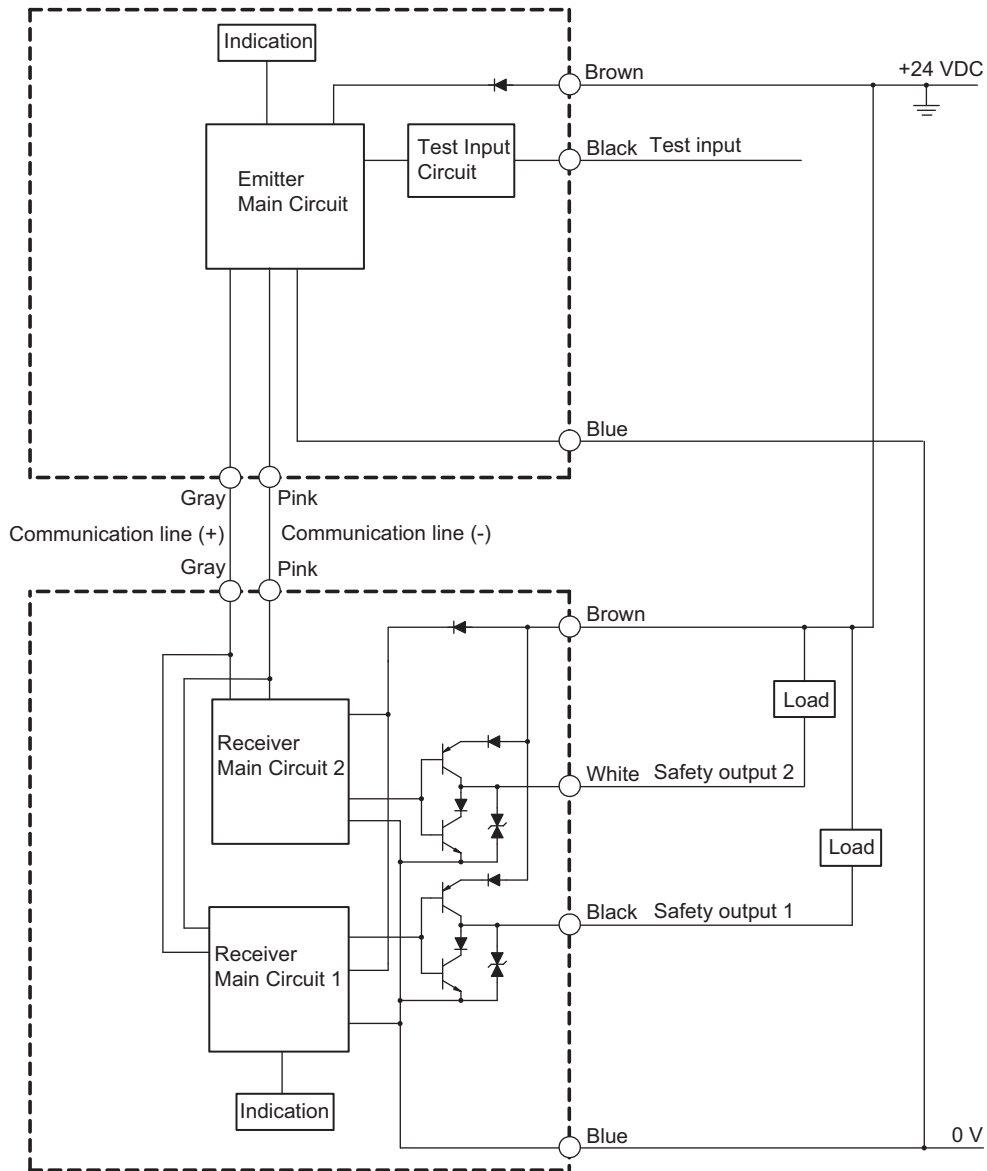 Indication
Brown
+24 VDC
Emitter
Main Circuit
Test Input
Circuit
Black Test input
Blue
Gray
Pink
Communication line (+)
Communication line (-)
Gray
Pink
Brown
Load
Receiver
Main Circuit 2
White Safety output 2
Load
Black Safety output 1
Receiver
Main Circuit 1
Indication
Blue
0 V